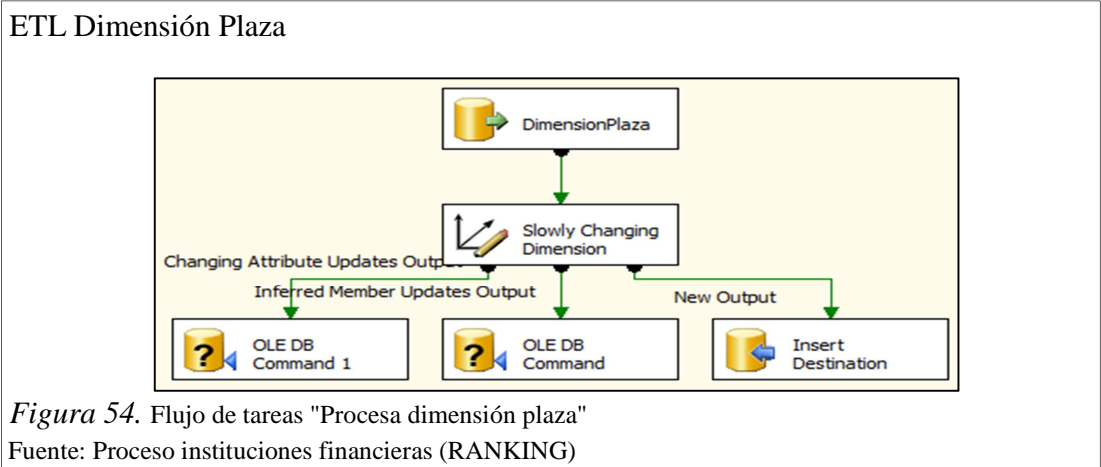 ETL Dimensión Plaza
DimensionPlaza
Slowly Changing
Dimension
Changing Attribute Updates Output
Inferred Member Updates Output
New Output
OLE DB
Command 1
OLE DB
Command
Insert
Destination
Figura 54. Flujo de tareas "Procesa dimensión plaza"
Fuente: Proceso instituciones financieras (RANKING)